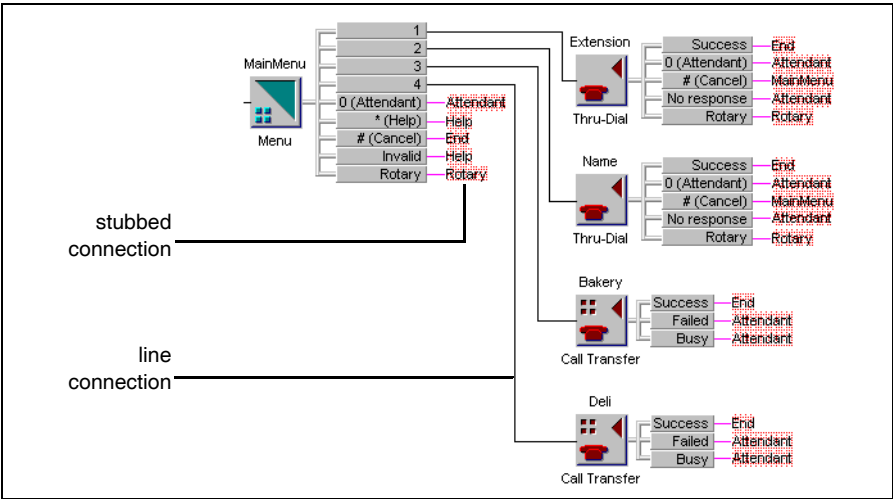 MainMenu
Menu
1
2
3
4
0 (Attendant) Attendant
* (Help) Help
# (Cancel) End
Invalid Help
Rotary Rotary
stubbed
connection
line
connection
Extension
Thru-Dial
Success End
0 (Attendant) Attendant
# (Cancel) MainMenu
No response Attendant
Rotary Rotary
Name
Thru-Dial
Success End
0 (Attendant) Attendant
# (Cancel) MainMenu
No response Attendant
Rotary Rotary
Bakery
Call Transfer
Success End
Failed Attendant
Busy Attendant
Deli
Call Transfer
Success End
Failed Attendant
Busy Attendant